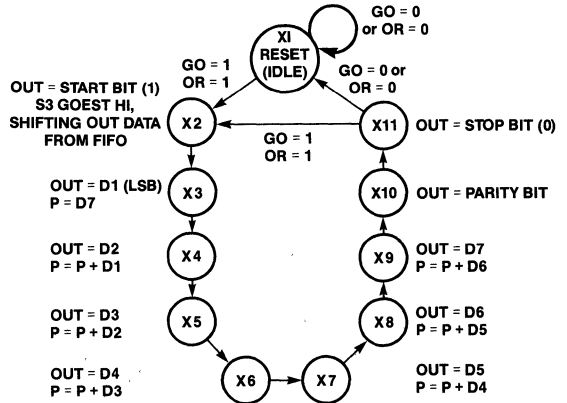 GO = 0
or OR = 0
XI
RESET
(IDLE)
GO = 1
OR = 1
GO = 0 or
OR = 0
OUT = START BIT (1)
S3 GOEST HI,
SHIFTING OUT DATA
FROM FIFO
X2
X11
OUT = STOP BIT (0)
GO = 1
OR = 1
OUT = D1 (LSB)
P = D7
X3
X10
OUT = PARITY BIT
OUT = D2
P = P + D1
X4
X9
OUT = D7
P = P + D6
OUT = D3
P = P + D2
X5
X8
OUT = D6
P = P + D5
OUT = D4
P = P + D3
X6
X7
OUT = D5
P = P + D4